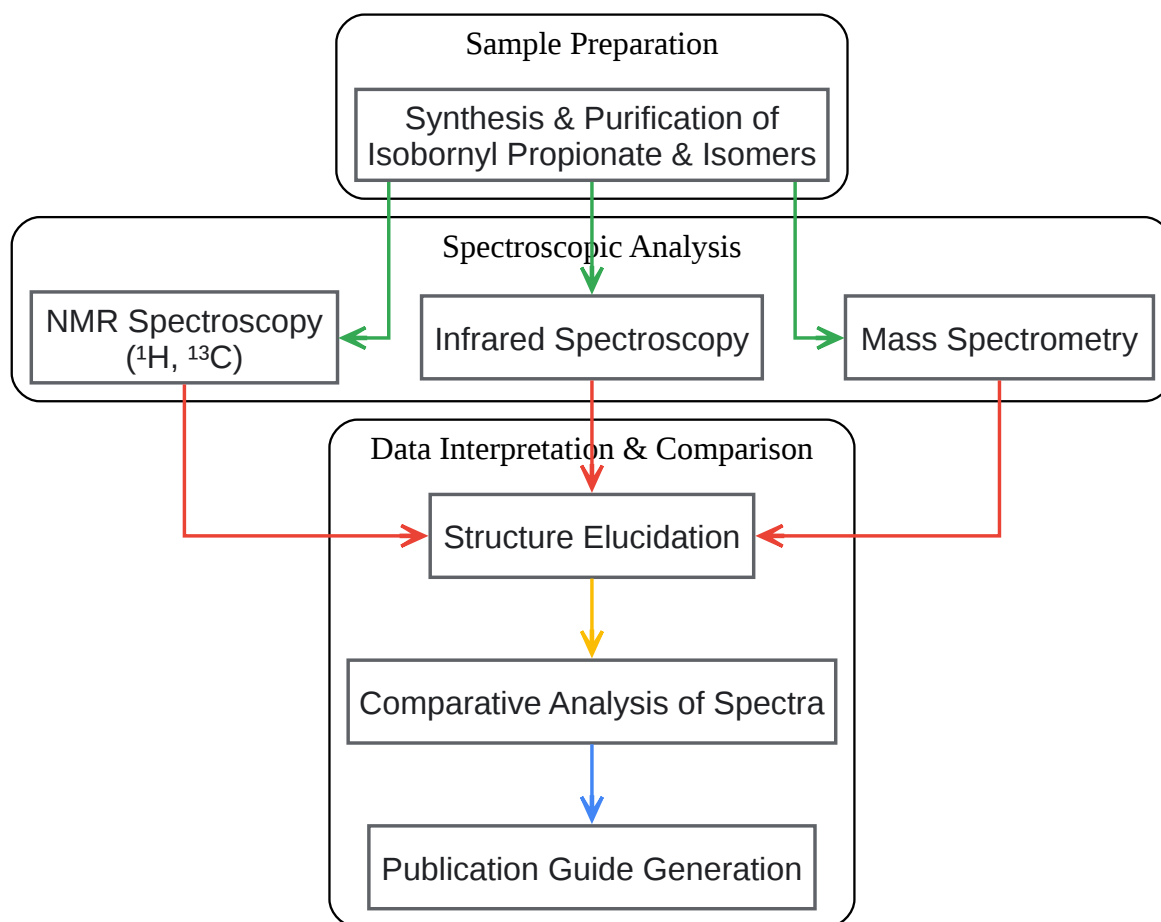 Sample Preparation
Synthesis & Purification of
Isobornyl Propionate & Isomers
Spectroscopic Analysis
NMR Spectroscopy
(¹H, ¹³C)
Infrared Spectroscopy
Mass Spectrometry
Data Interpretation & Comparison
Structure Elucidation
Comparative Analysis of Spectra
Publication Guide Generation